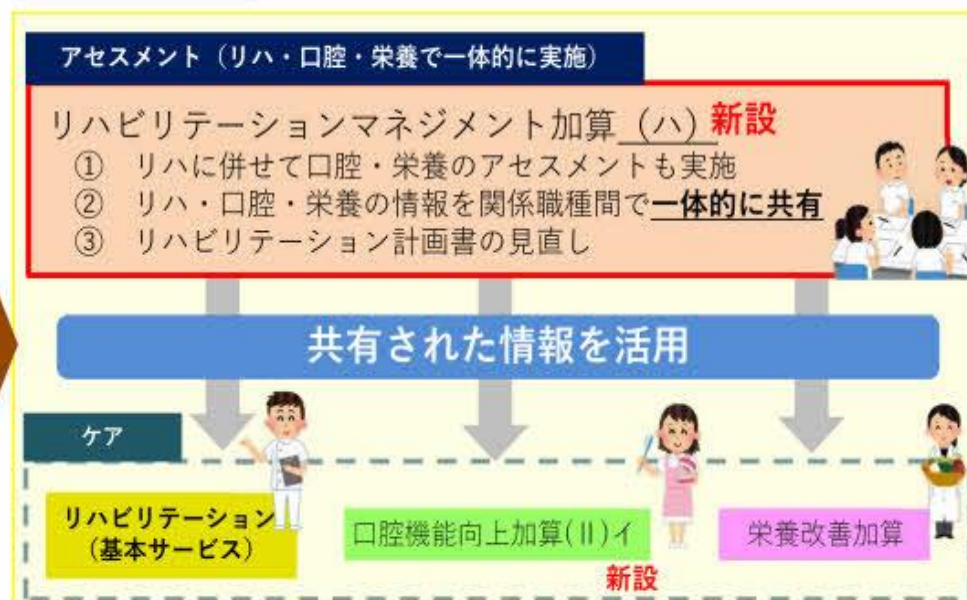 アセスメント（リハ・口腔・栄養で一体的に実施）
リハビリテーションマネジメント加算 (ハ) 新設
① リハに併せて口腔・栄養のアセスメントも実施
② リハ・口腔・栄養の情報を関係職種間で一体的に共有
③ リハビリテーション計画書の見直し
共有された情報を活用
ケア
リハビリテーション
（基本サービス）
口腔機能向上加算(Ⅱ)イ
新設
栄養改善加算